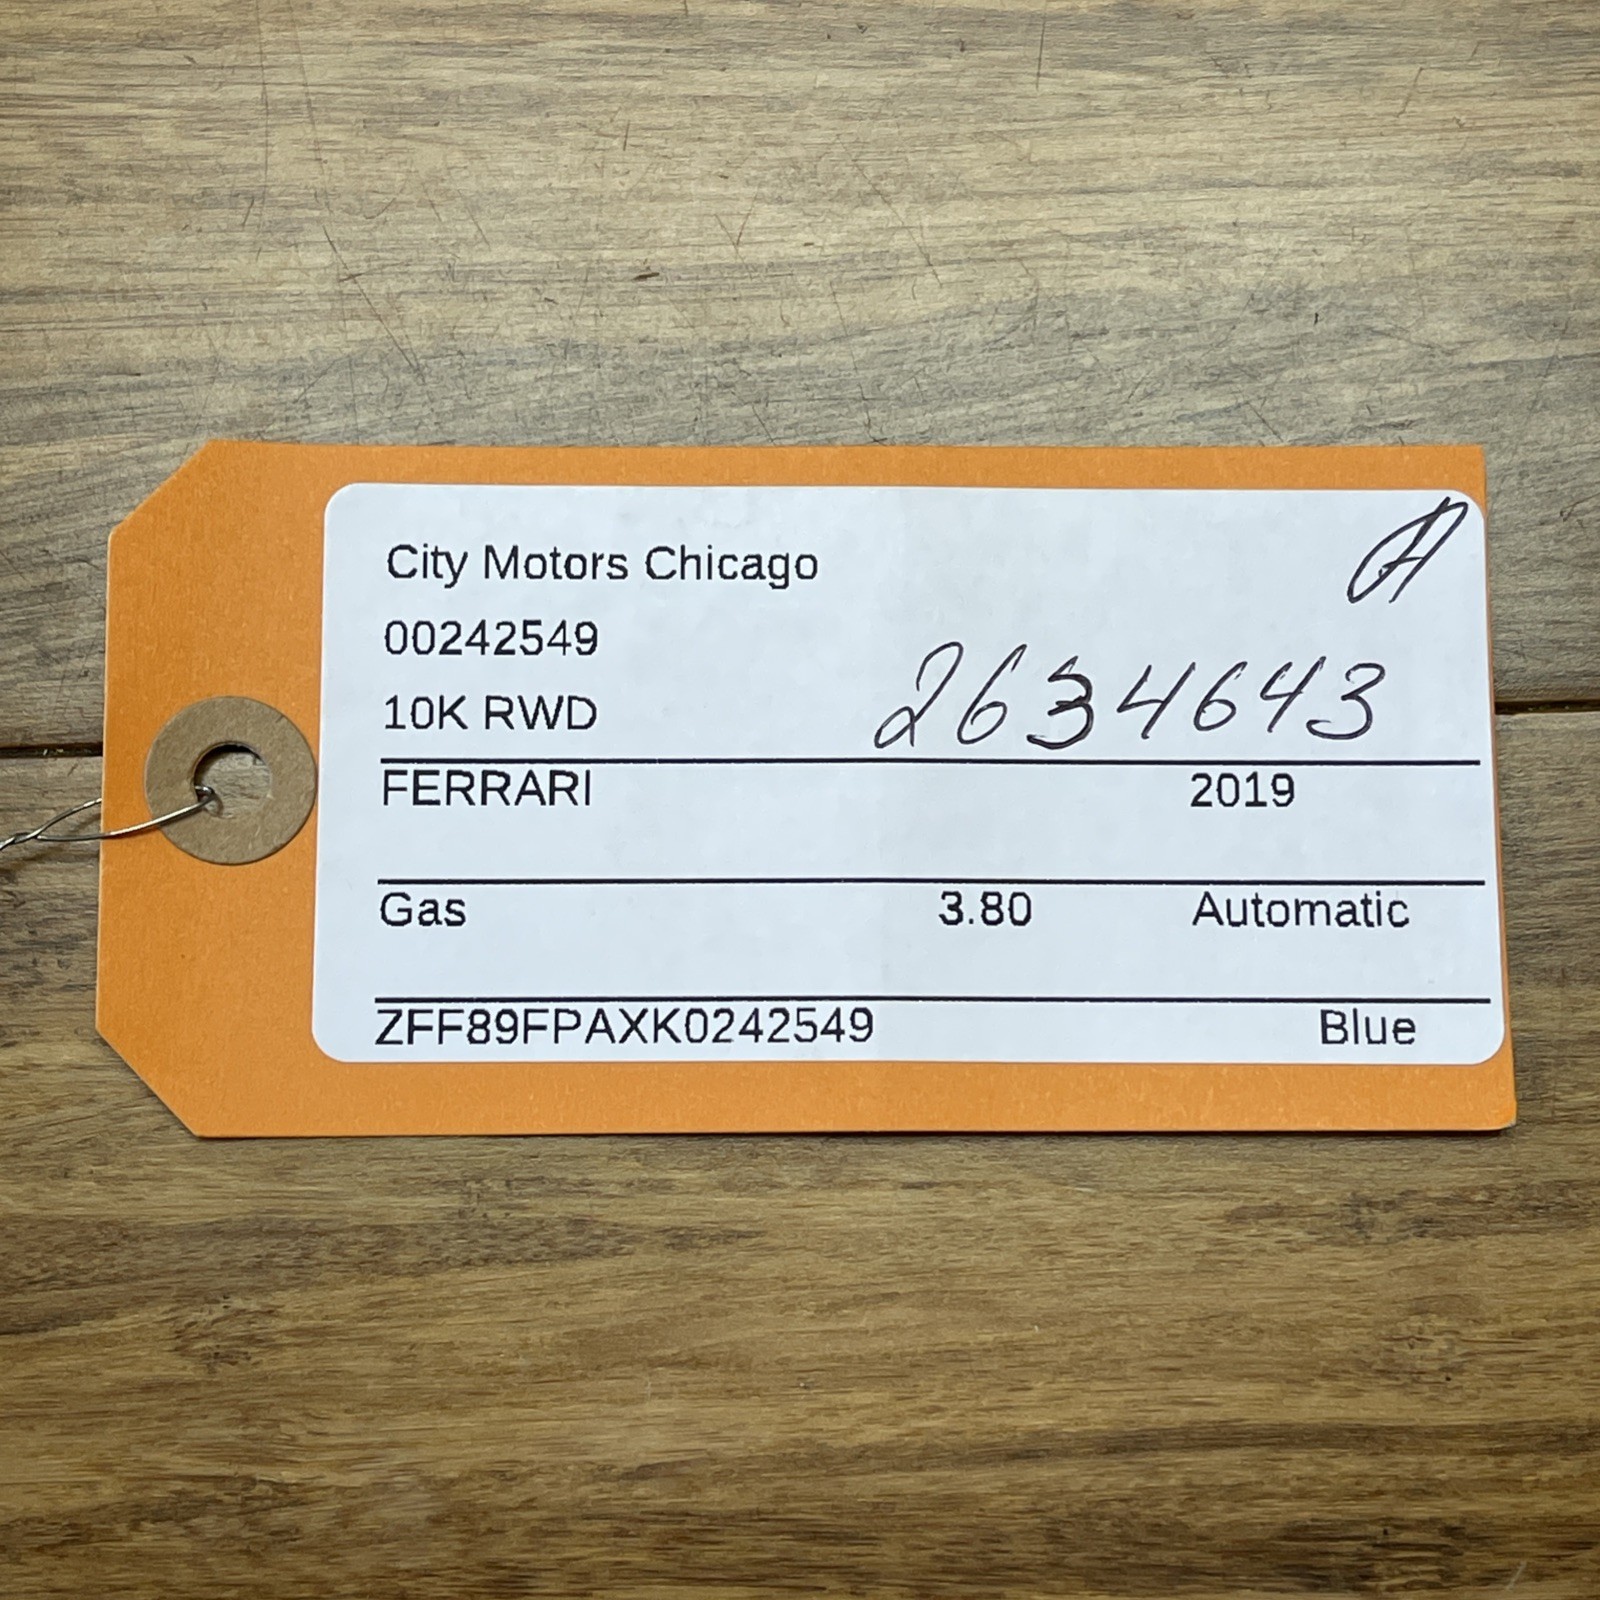 City Motors Chicago
00242549
10K RWD 2634643
FERRARI 2019
Gas 3.80 Automatic
ZFF89FPAXK0242549 Blue